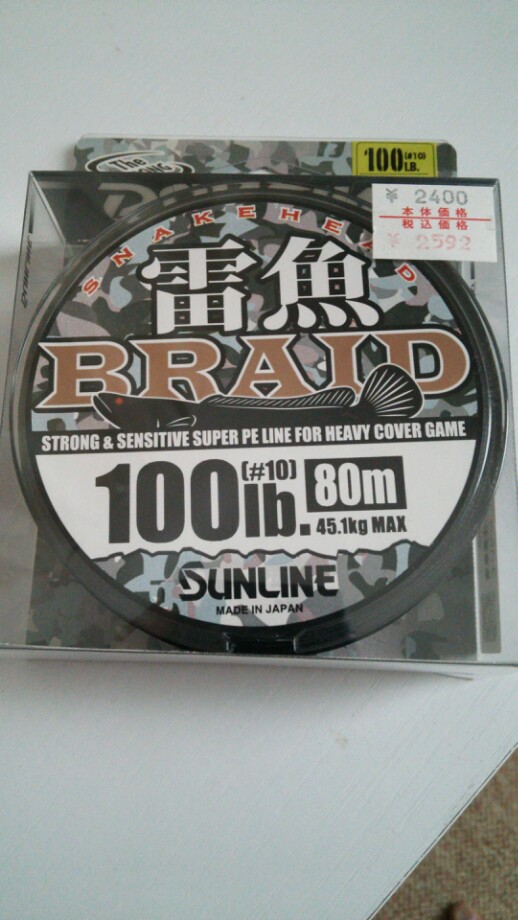 The
100 (#10) LB.
¥ 2400
本体価格
税込価格
¥ 2592
SNAKEHEAD
雷魚
BRAID
STRONG & SENSITIVE SUPER PE LINE FOR HEAVY COVER GAME
100lb. (#10) 80m
45.1kg MAX
SUNLINE
MADE IN JAPAN